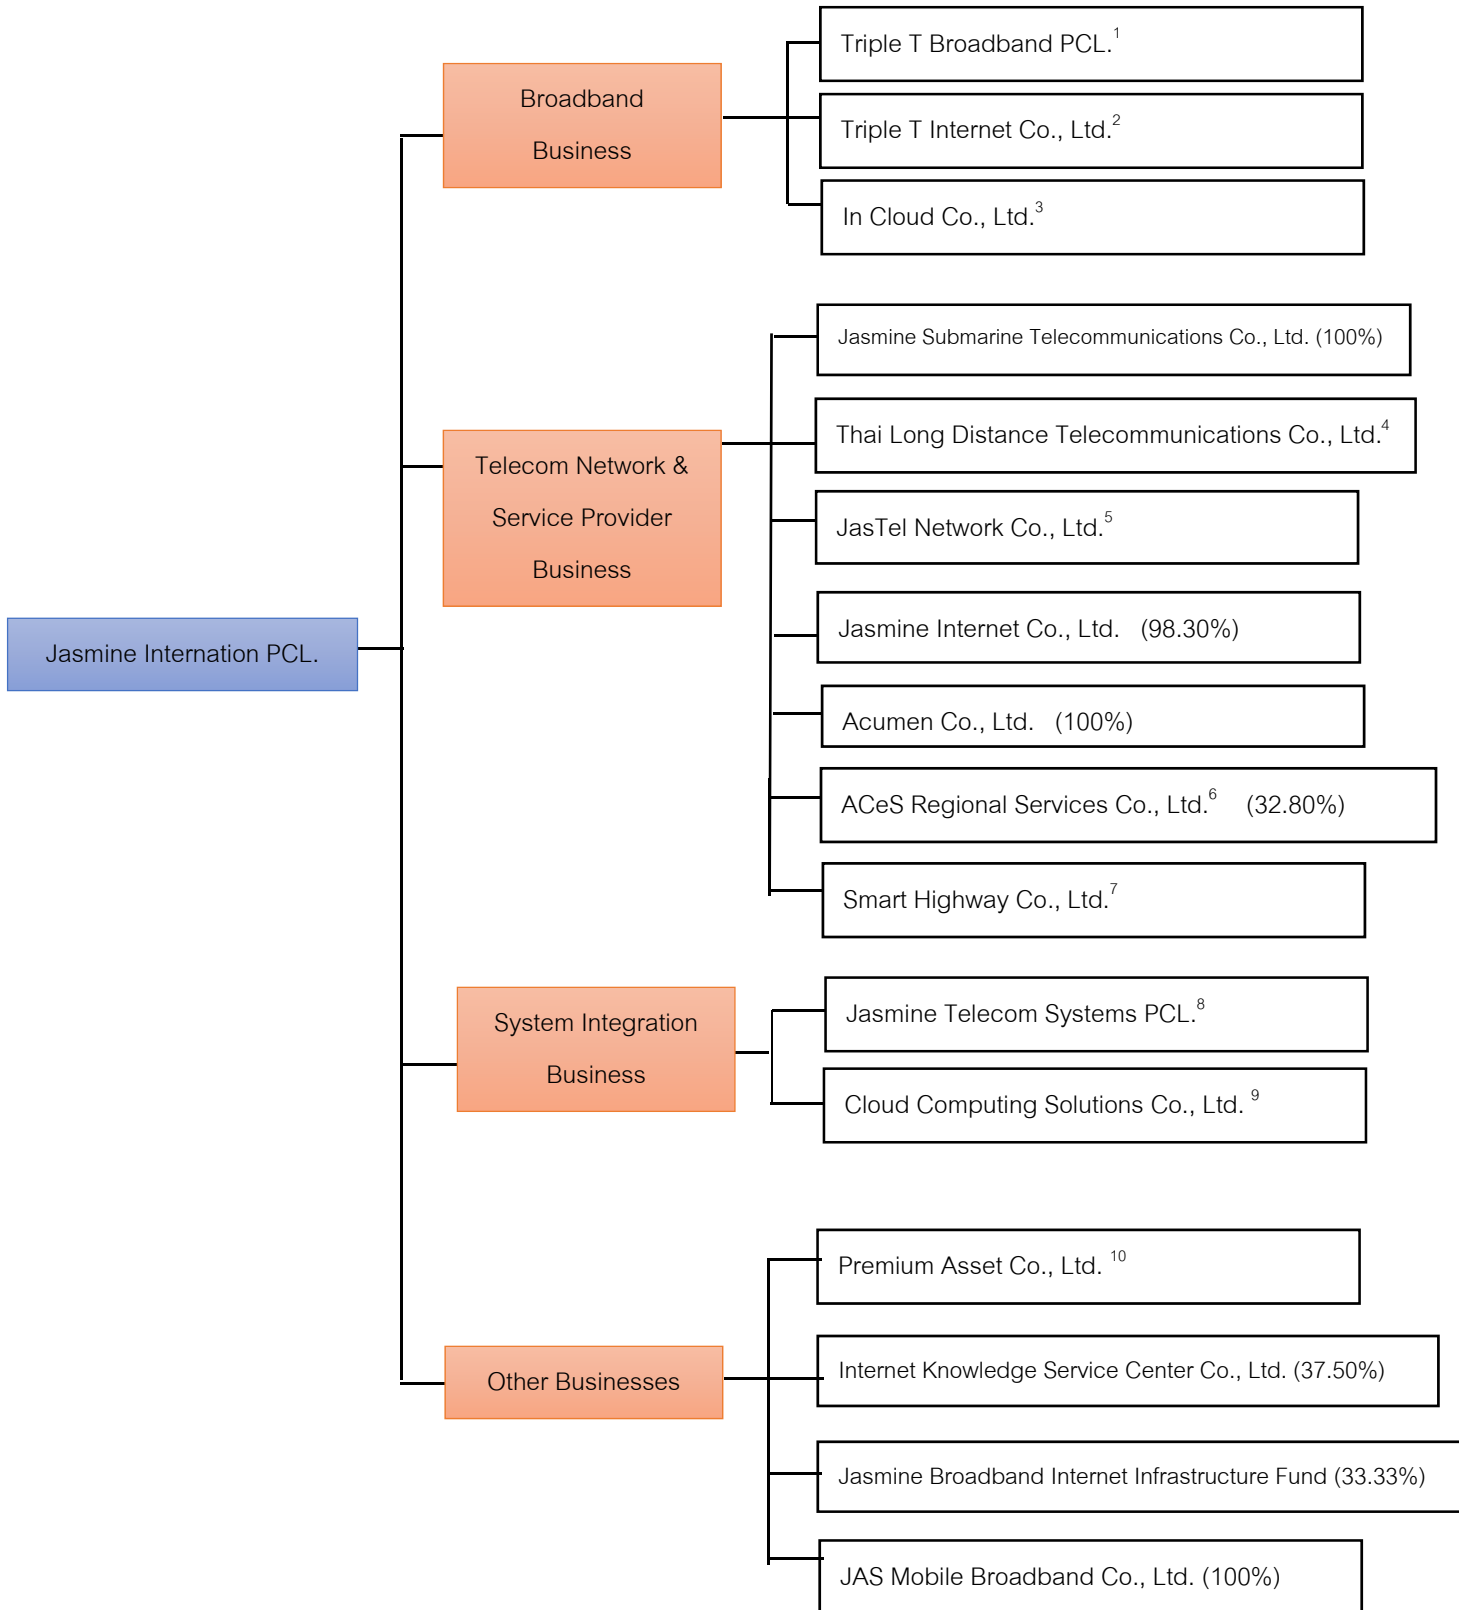 Jasmine Internation PCL.
Broadband
Business
Triple T Broadband PCL.¹
Triple T Internet Co., Ltd.²
In Cloud Co., Ltd.³
Telecom Network &
Service Provider
Business
Jasmine Submarine Telecommunications Co., Ltd. (100%)
Thai Long Distance Telecommunications Co., Ltd.⁴
JasTel Network Co., Ltd.⁵
Jasmine Internet Co., Ltd. (98.30%)
Acumen Co., Ltd. (100%)
ACeS Regional Services Co., Ltd.⁶ (32.80%)
Smart Highway Co., Ltd.⁷
System Integration
Business
Jasmine Telecom Systems PCL.⁸
Cloud Computing Solutions Co., Ltd. ⁹
Other Businesses
Premium Asset Co., Ltd. ¹⁰
Internet Knowledge Service Center Co., Ltd. (37.50%)
Jasmine Broadband Internet Infrastructure Fund (33.33%)
JAS Mobile Broadband Co., Ltd. (100%)